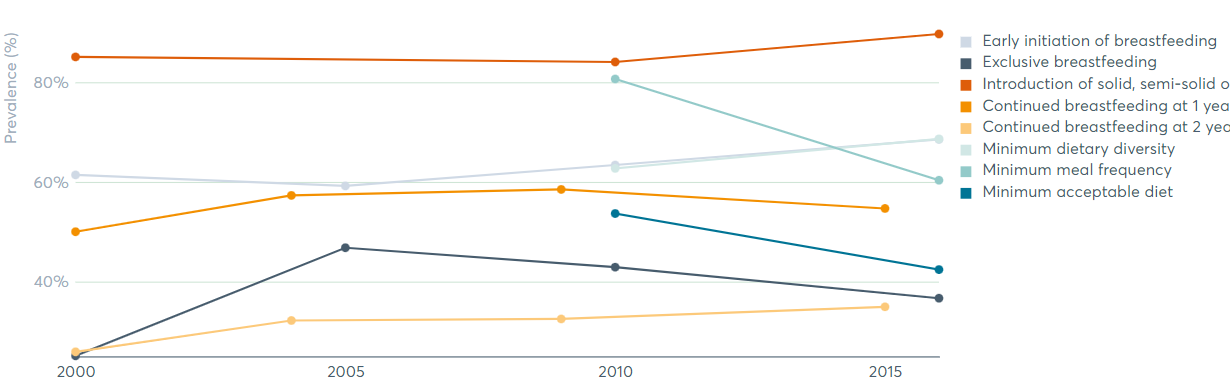 Prevalence (%)
80%
60%
40%
2000 2005 2010 2015
Early initiation of breastfeeding
Exclusive breastfeeding
Introduction of solid, semi-solid o
Continued breastfeeding at 1 yea
Continued breastfeeding at 2 yea
Minimum dietary diversity
Minimum meal frequency
Minimum acceptable diet